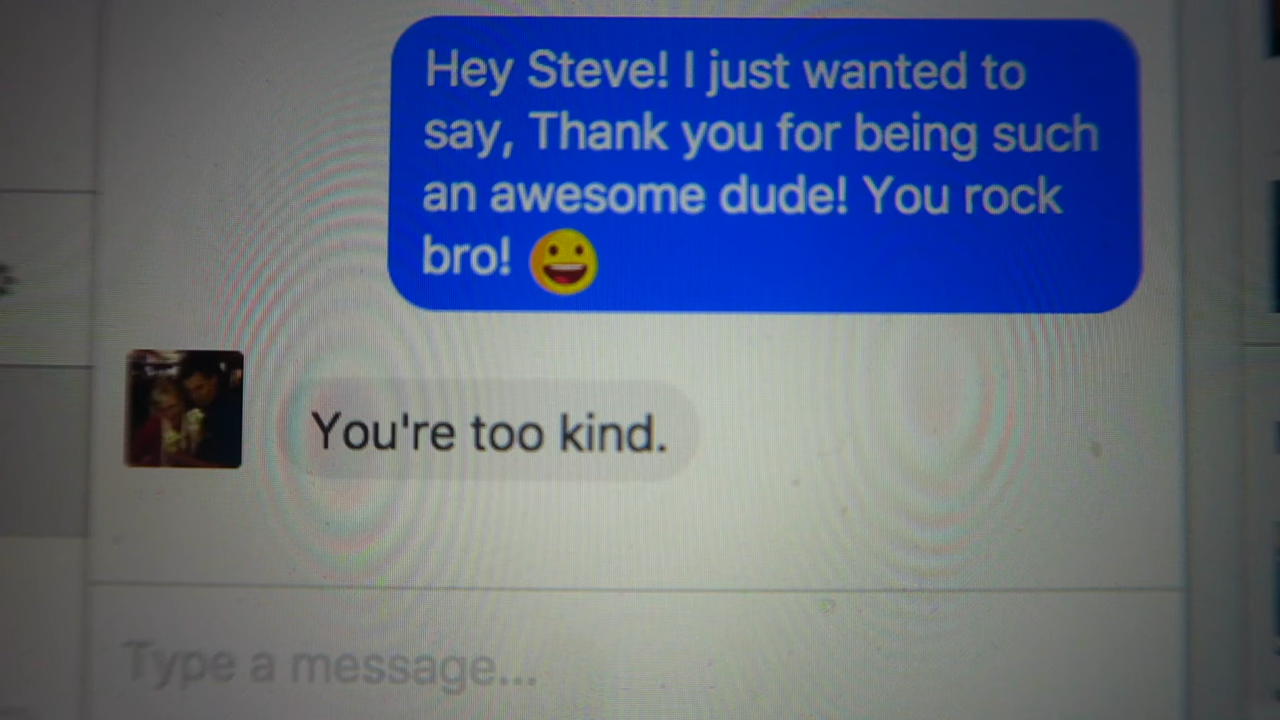 Hey Steve! I just wanted to
say, Thank you for being such
an awesome dude! You rock
bro! 😃
You're too kind.
Type a message...